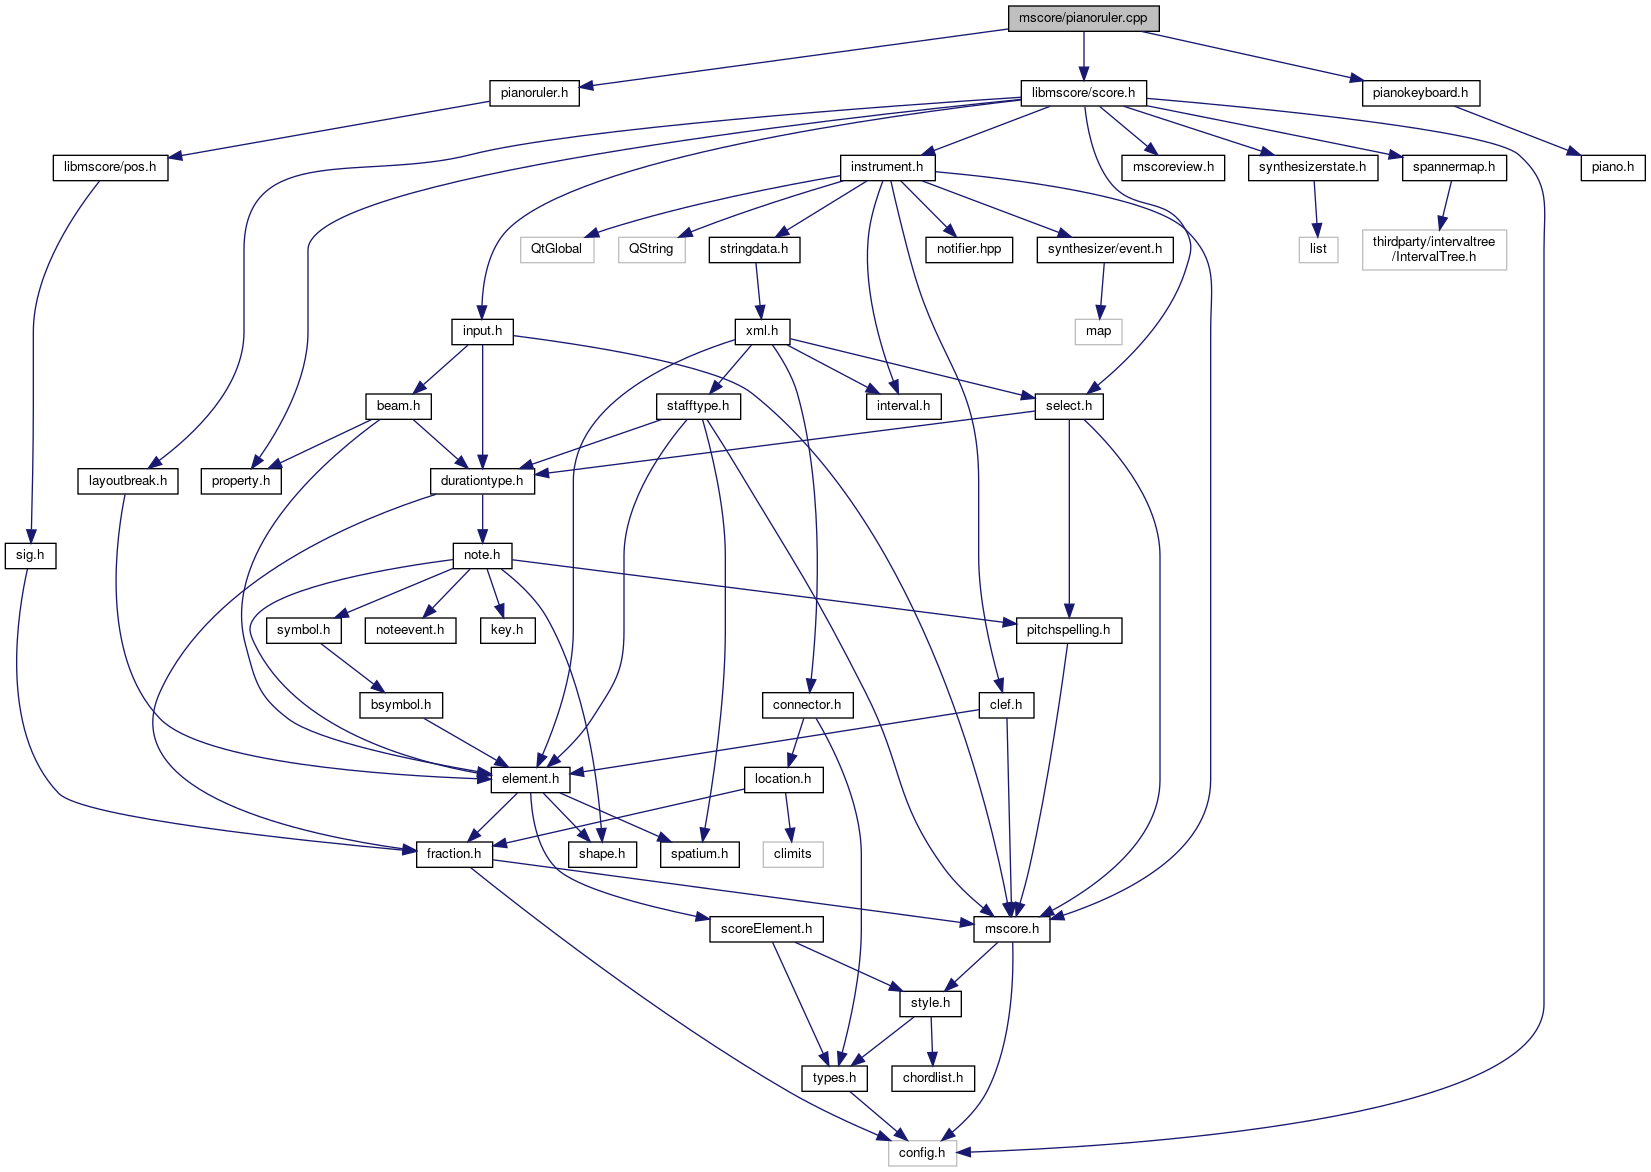 mscore/pianoruler.cpp
pianoruler.h
libmscore/score.h
pianokeyboard.h
libmscore/pos.h
instrument.h
mscoreview.h
synthesizerstate.h
spannermap.h
piano.h
QtGlobal
QString
stringdata.h
notifier.hpp
synthesizer/event.h
list
thirdparty/intervaltree
/IntervalTree.h
input.h
xml.h
map
beam.h
stafftype.h
interval.h
select.h
layoutbreak.h
property.h
durationtype.h
sig.h
note.h
symbol.h
noteevent.h
key.h
pitchspelling.h
bsymbol.h
connector.h
clef.h
element.h
location.h
fraction.h
shape.h
spatium.h
climits
scoreElement.h
mscore.h
style.h
types.h
chordlist.h
config.h